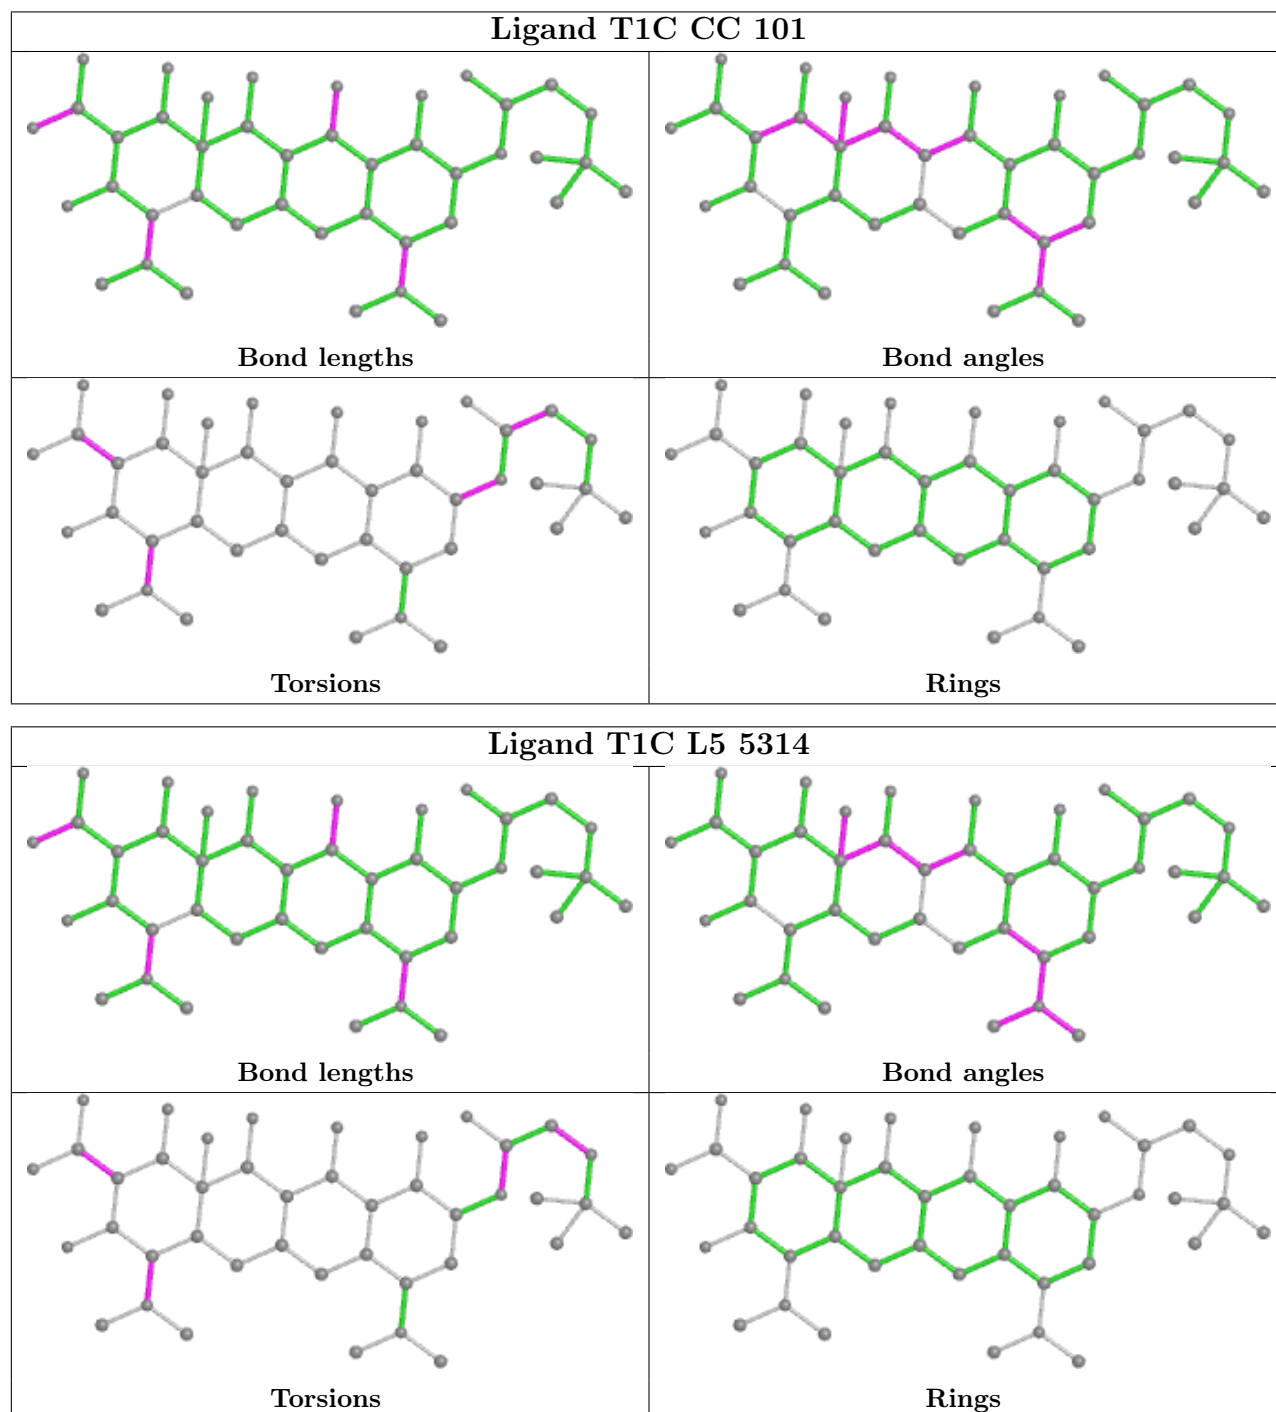 Ligand T1C CC 101
Bond lengths
Bond angles
Torsions
Rings
Ligand T1C L5 5314
Bond lengths
Bond angles
Torsions
Rings